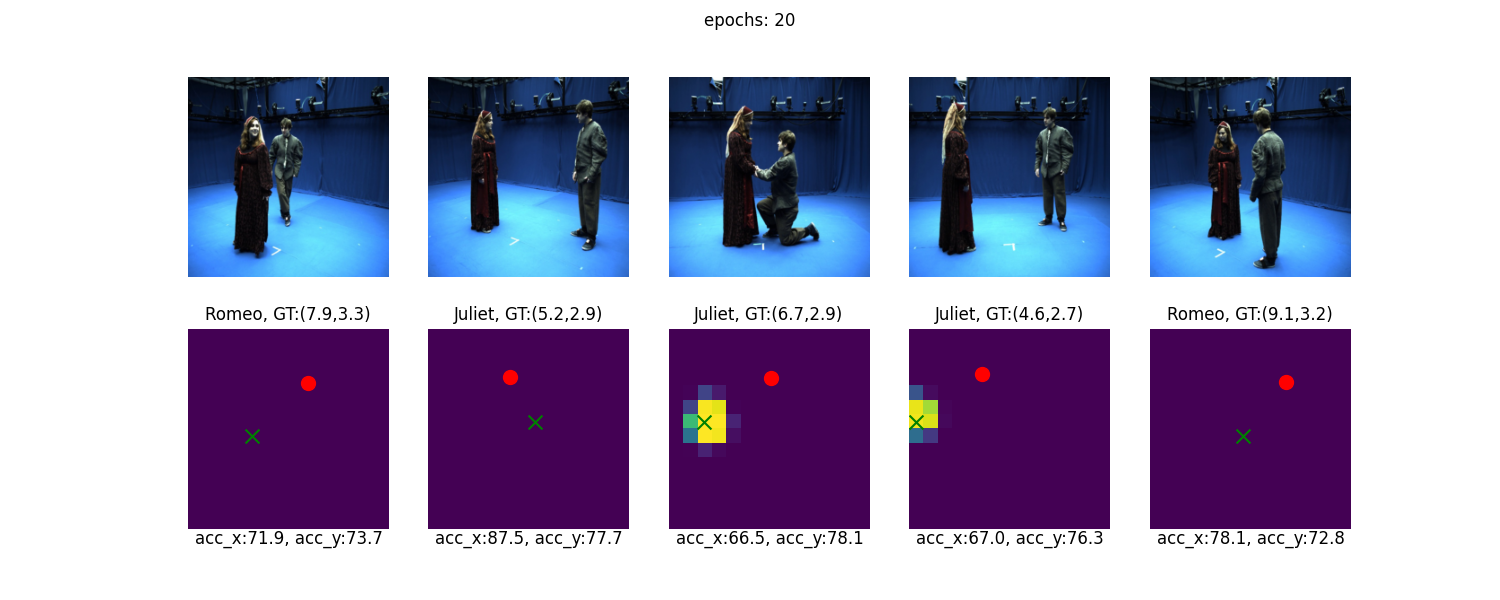 epochs: 20
Romeo, GT:(7.9,3.3)
Juliet, GT:(5.2,2.9)
Juliet, GT:(6.7,2.9)
Juliet, GT:(4.6,2.7)
Romeo, GT:(9.1,3.2)
acc_x:71.9, acc_y:73.7
acc_x:87.5, acc_y:77.7
acc_x:66.5, acc_y:78.1
acc_x:67.0, acc_y:76.3
acc_x:78.1, acc_y:72.8